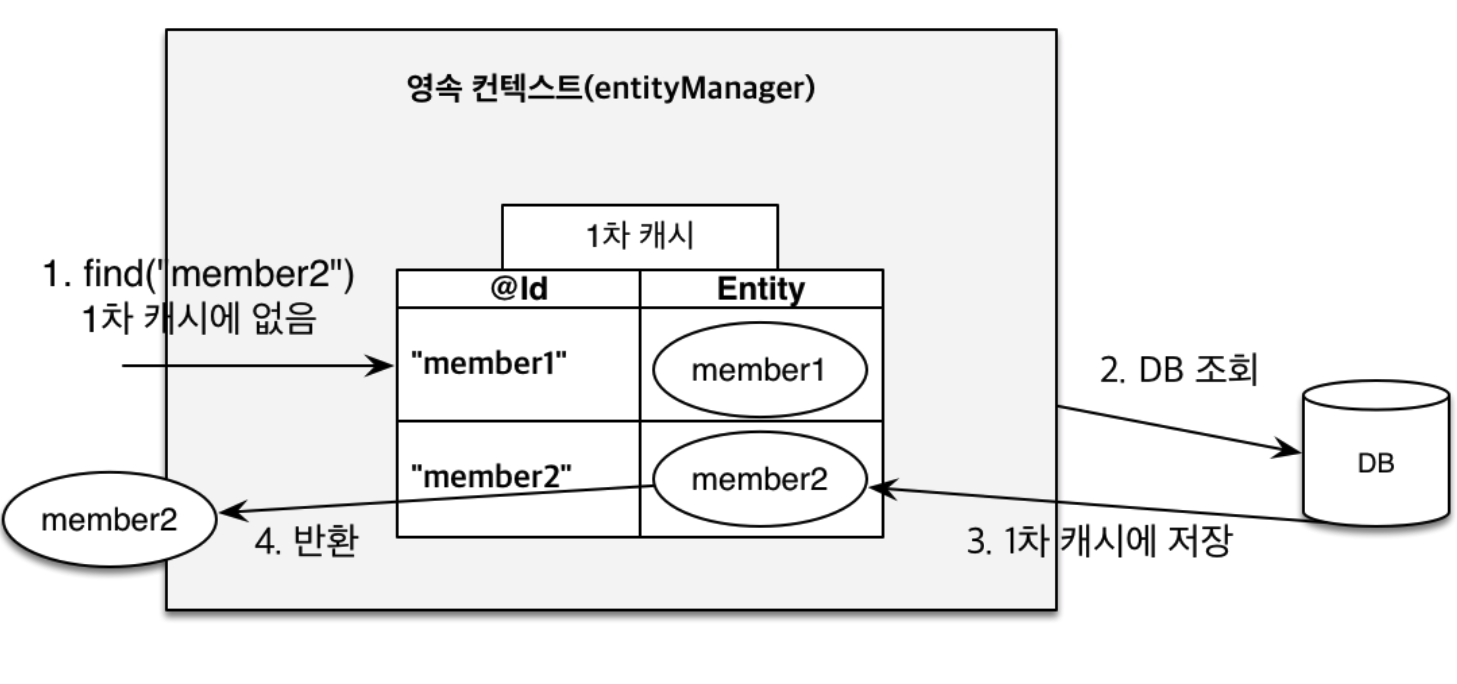 영속 컨텍스트(entityManager)
1차 캐시
1. find("member2")
1차 캐시에 없음
@Id
Entity
"member1"
member1
2. DB 조회
DB
"member2"
member2
member2
4. 반환
3. 1차 캐시에 저장